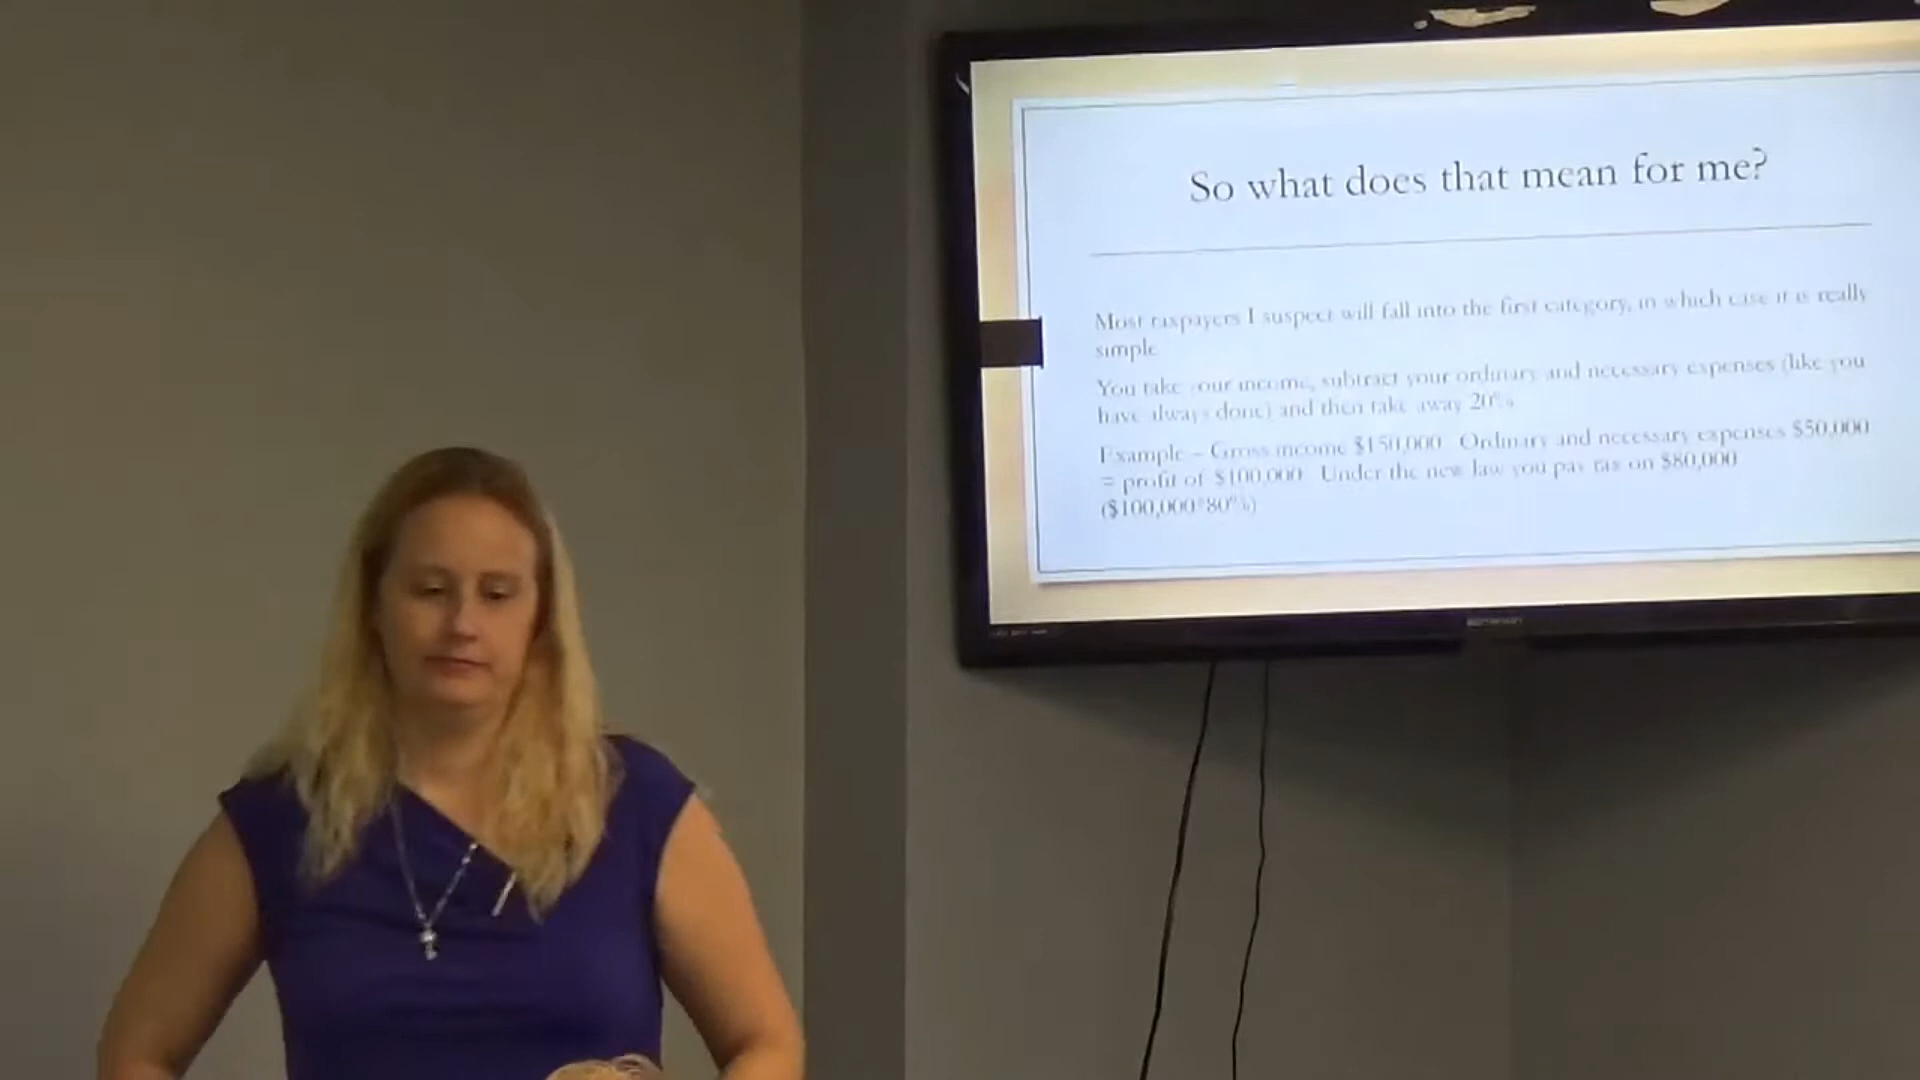 So what does that mean for me?
Most taxpayers I suspect will fall into the first category, in which case it is really
simple
You take your income, subtract your ordinary and necessary expenses (like you
have always done) and then take away 20%.
Example – Gross income $150,000 Ordinary and necessary expenses $50,000
= profit of $100,000 Under the new law you pay tax on $80,000
($100,000*80%)